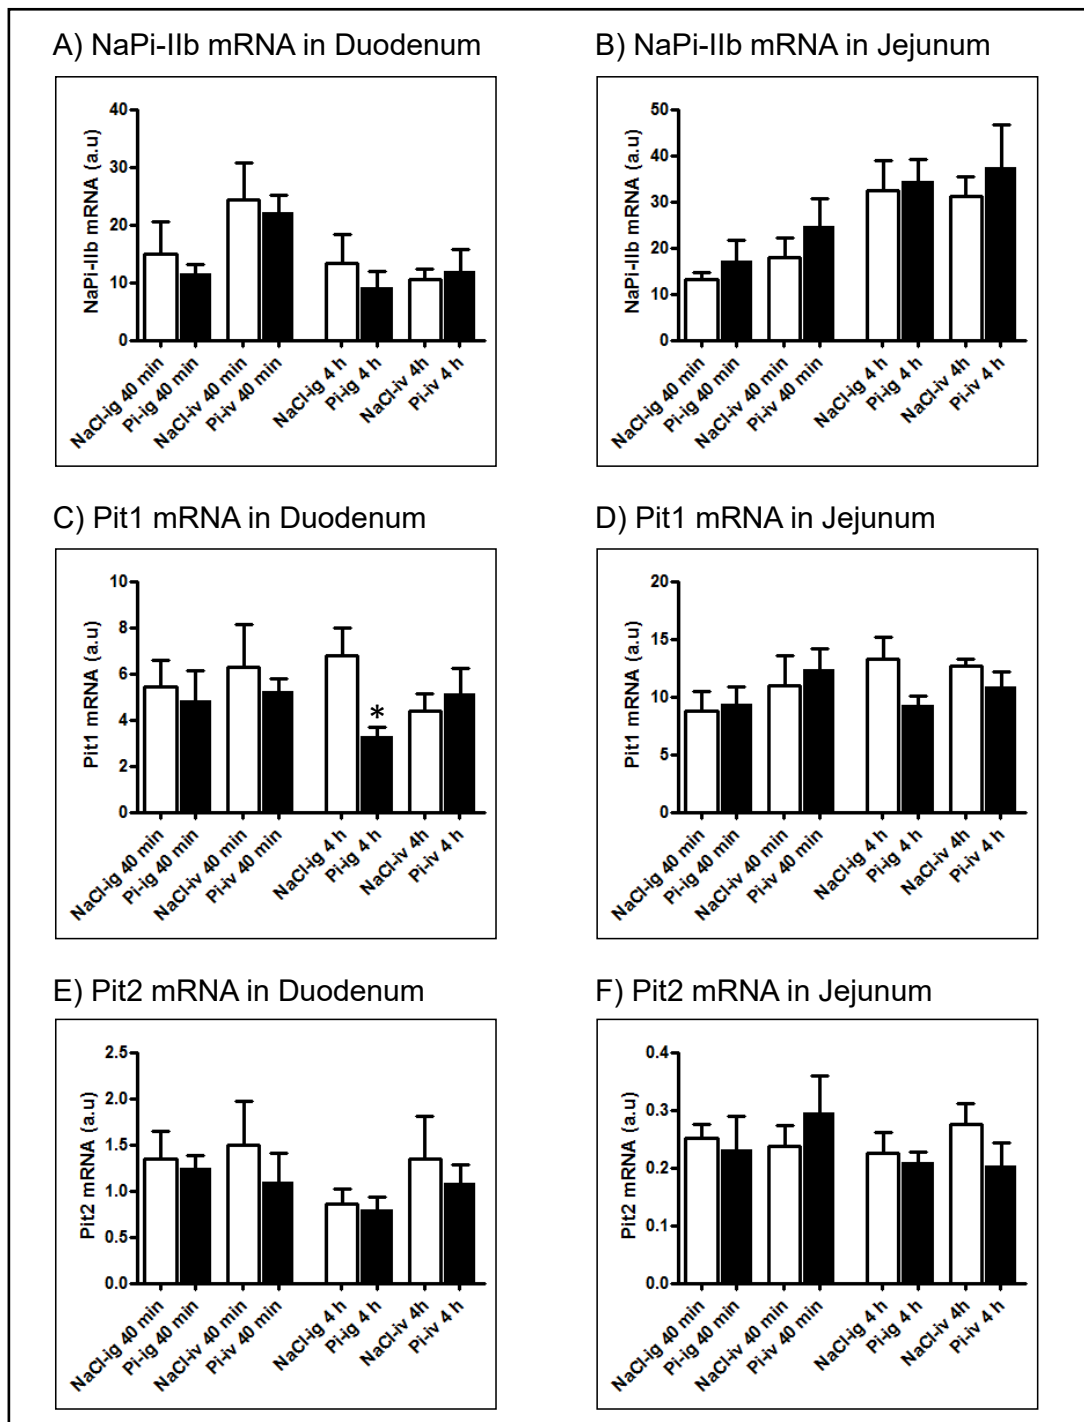 A) NaPi-IIb mRNA in Duodenum
NaPi-IIb mRNA (a.u)
40
30
20
10
0
NaCl-ig 40 min
Pi-ig 40 min
NaCl-iv 40 min
Pi-iv 40 min
NaCl-ig 4 h
Pi-ig 4 h
NaCl-iv 4h
Pi-iv 4 h
B) NaPi-IIb mRNA in Jejunum
NaPi-IIb mRNA (a.u)
50
40
30
20
10
0
NaCl-ig 40 min
Pi-ig 40 min
NaCl-iv 40 min
Pi-iv 40 min
NaCl-ig 4 h
Pi-ig 4 h
NaCl-iv 4h
Pi-iv 4 h
C) Pit1 mRNA in Duodenum
Pit1 mRNA (a.u)
10
8
6
4
2
0
*
NaCl-ig 40 min
Pi-ig 40 min
NaCl-iv 40 min
Pi-iv 40 min
NaCl-ig 4 h
Pi-ig 4 h
NaCl-iv 4h
Pi-iv 4 h
D) Pit1 mRNA in Jejunum
Pit1 mRNA (a.u)
20
15
10
5
0
NaCl-ig 40 min
Pi-ig 40 min
NaCl-iv 40 min
Pi-iv 40 min
NaCl-ig 4 h
Pi-ig 4 h
NaCl-iv 4h
Pi-iv 4 h
E) Pit2 mRNA in Duodenum
Pit2 mRNA (a.u)
2.5
2.0
1.5
1.0
0.5
0.0
NaCl-ig 40 min
Pi-ig 40 min
NaCl-iv 40 min
Pi-iv 40 min
NaCl-ig 4 h
Pi-ig 4 h
NaCl-iv 4h
Pi-iv 4 h
F) Pit2 mRNA in Jejunum
Pit2 mRNA (a.u)
0.4
0.3
0.2
0.1
0.0
NaCl-ig 40 min
Pi-ig 40 min
NaCl-iv 40 min
Pi-iv 40 min
NaCl-ig 4 h
Pi-ig 4 h
NaCl-iv 4h
Pi-iv 4 h